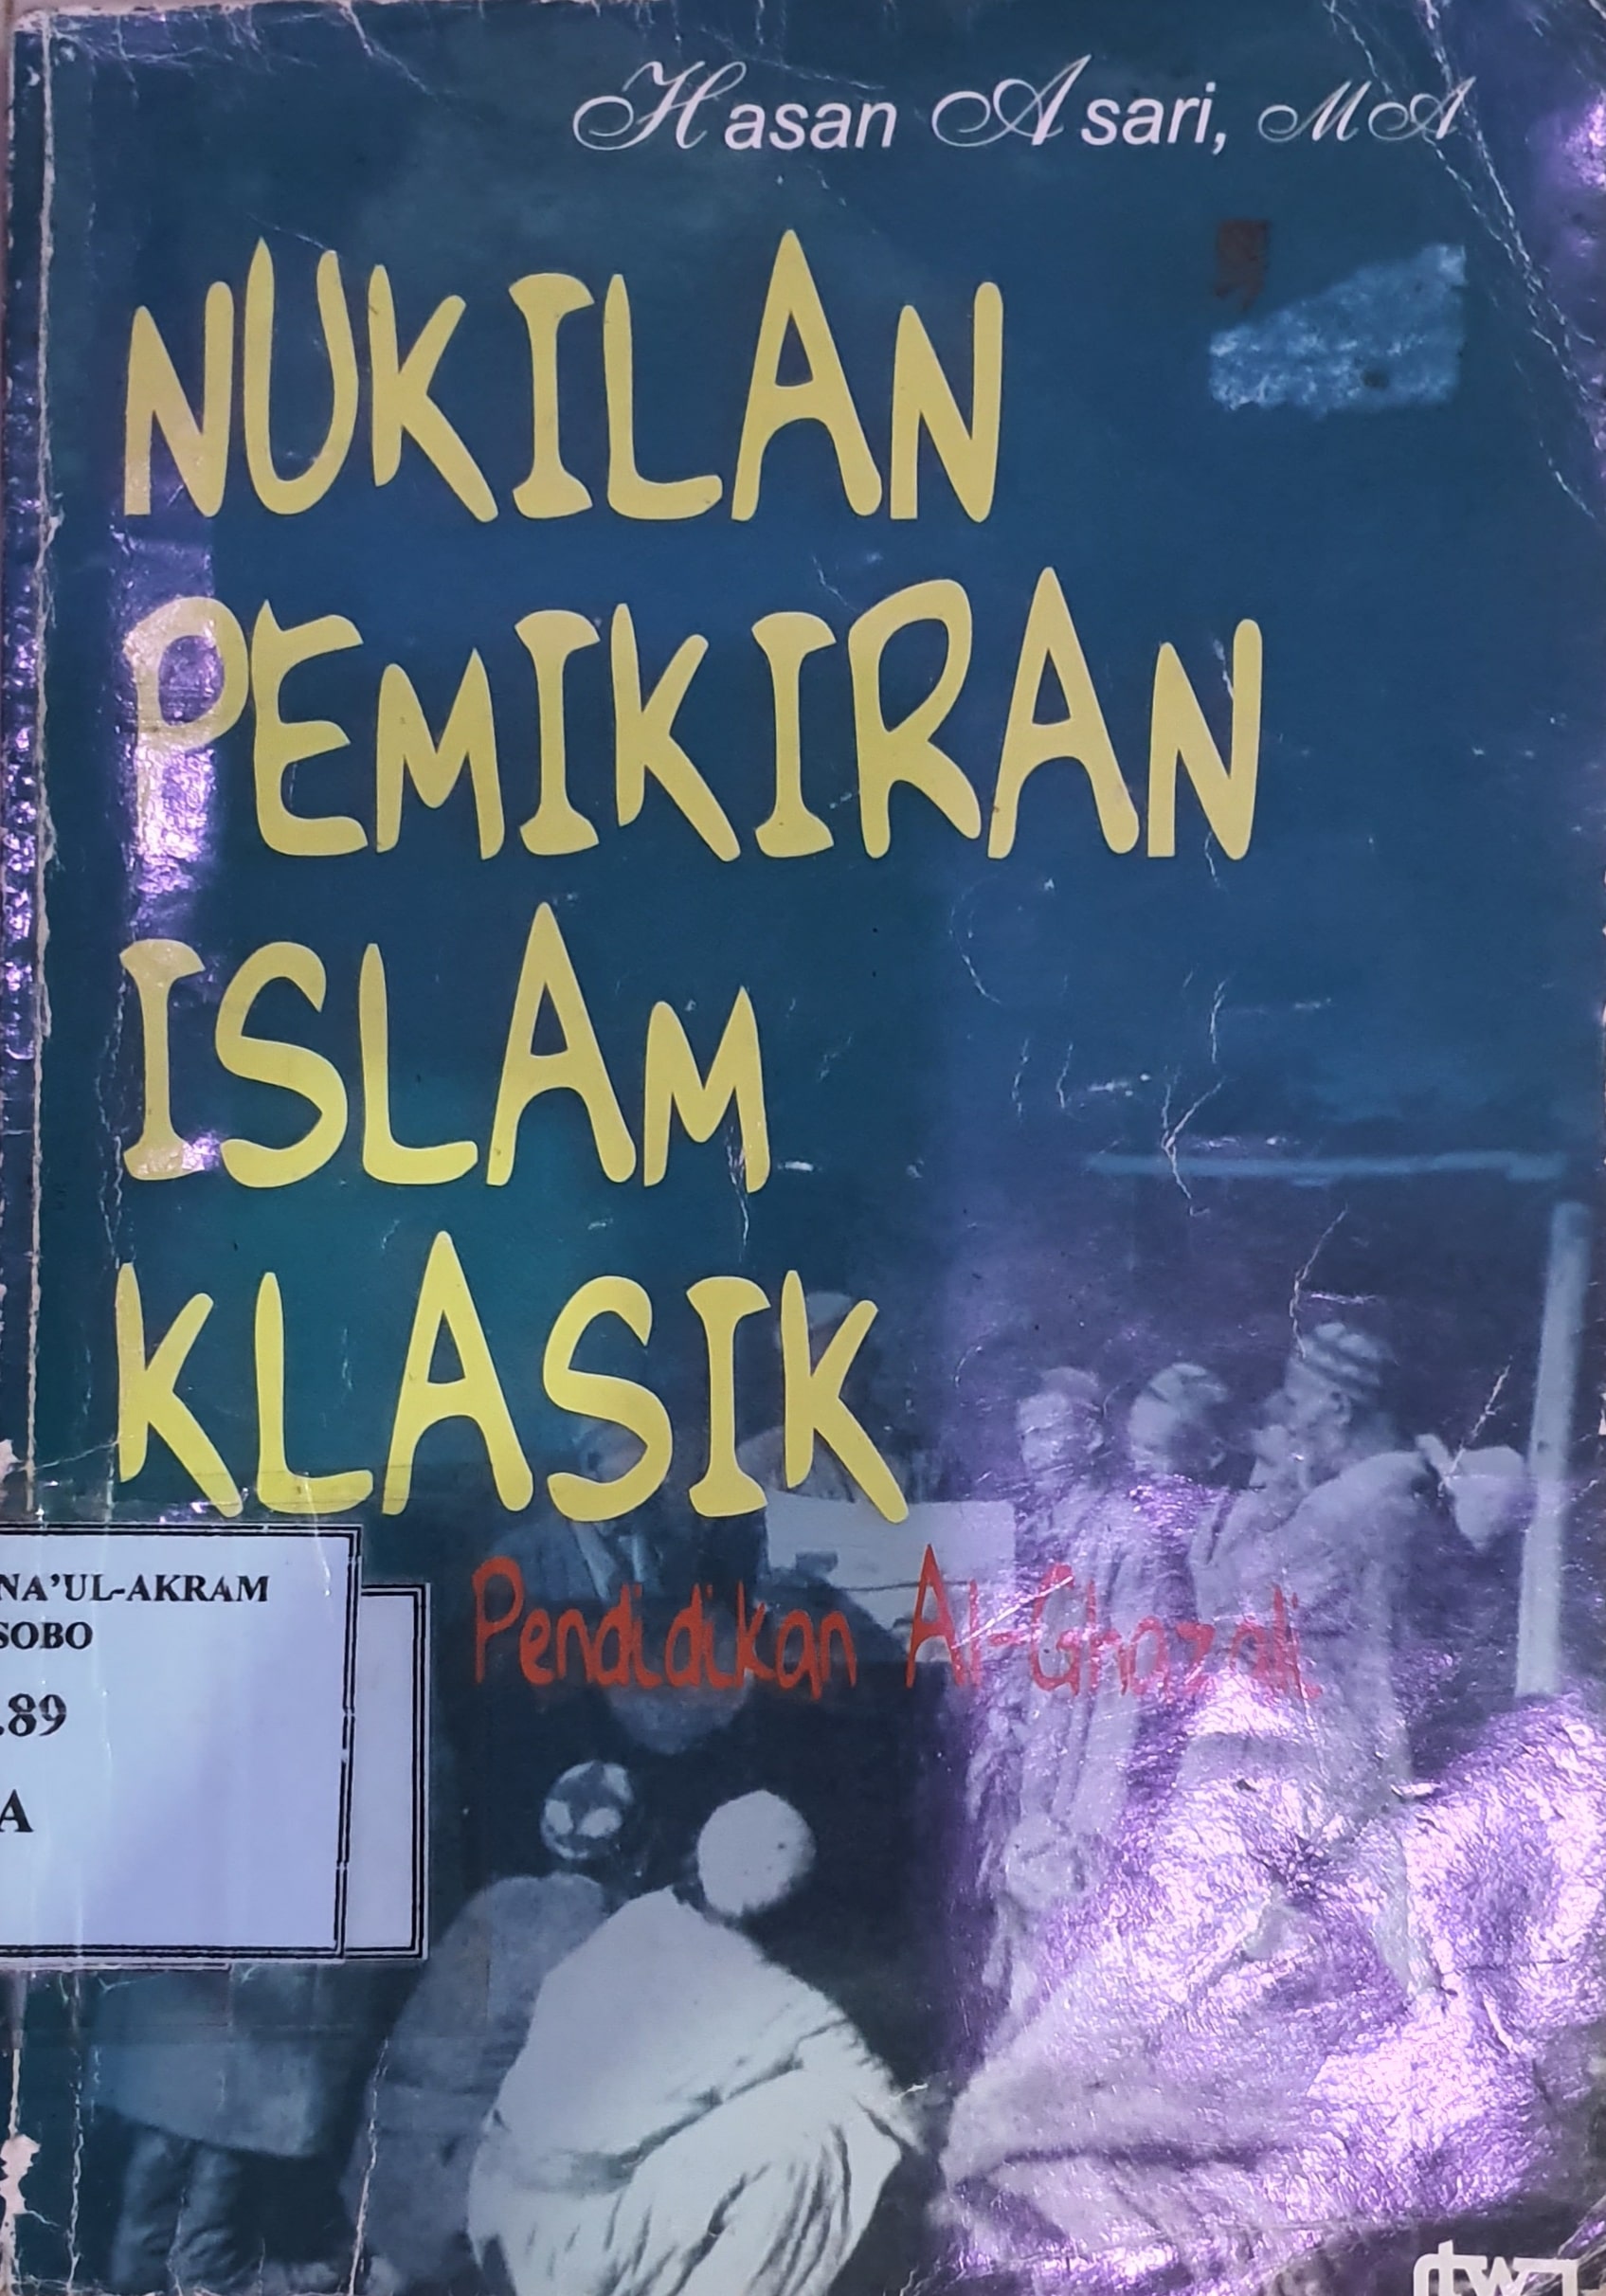 Hasan Asari, MA
NUKILAN
PEMIKIRAN
ISLAM
KLASIK
Pendidikan Al-Ghazali
NA'UL-AKRAM
SOBO
.89
A